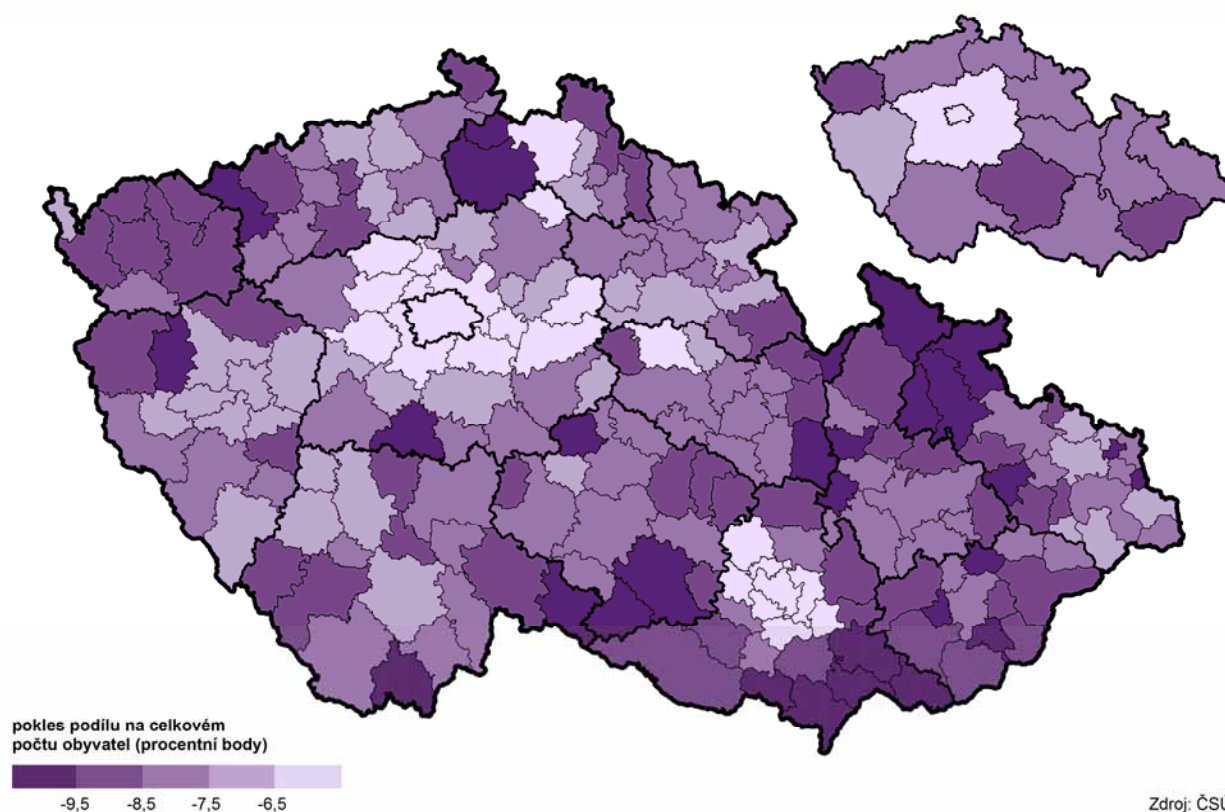 pokles podílu na celkovém
počtu obyvatel (procentní body)
-9,5 -8,5 -7,5 -6,5
Zdroj: ČSÚ